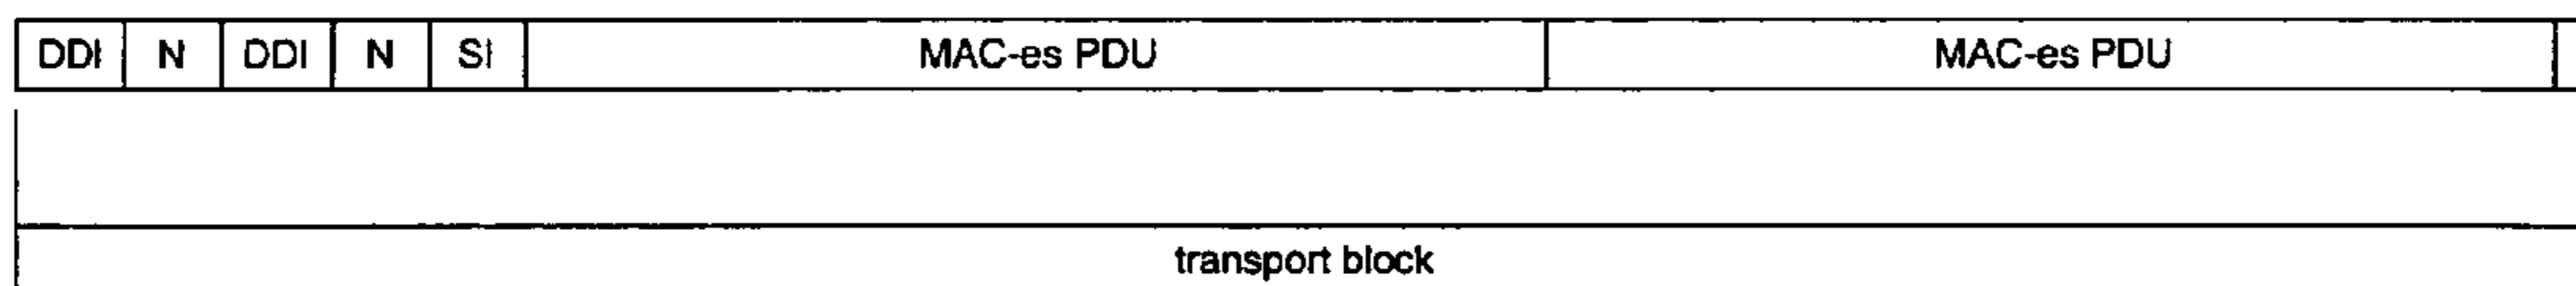 DDI N DDI N SI MAC-es PDU MAC-es PDU
transport block